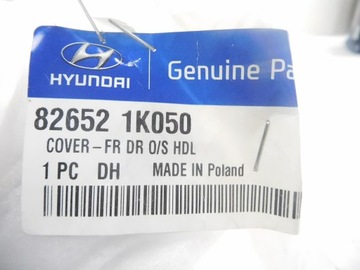 HYUNDAI
Genuine Pa
82652 1K050
COVER-FR DR O/S HDL
1 PC DH MADE IN Poland